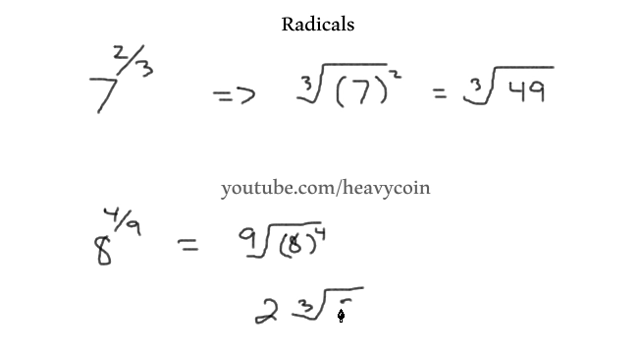 Radicals
7^{2/3} => ∛(7)² = ∛49
youtube.com/heavycoin
8^{4/9} = ⁹√(8)⁴
2 ∛